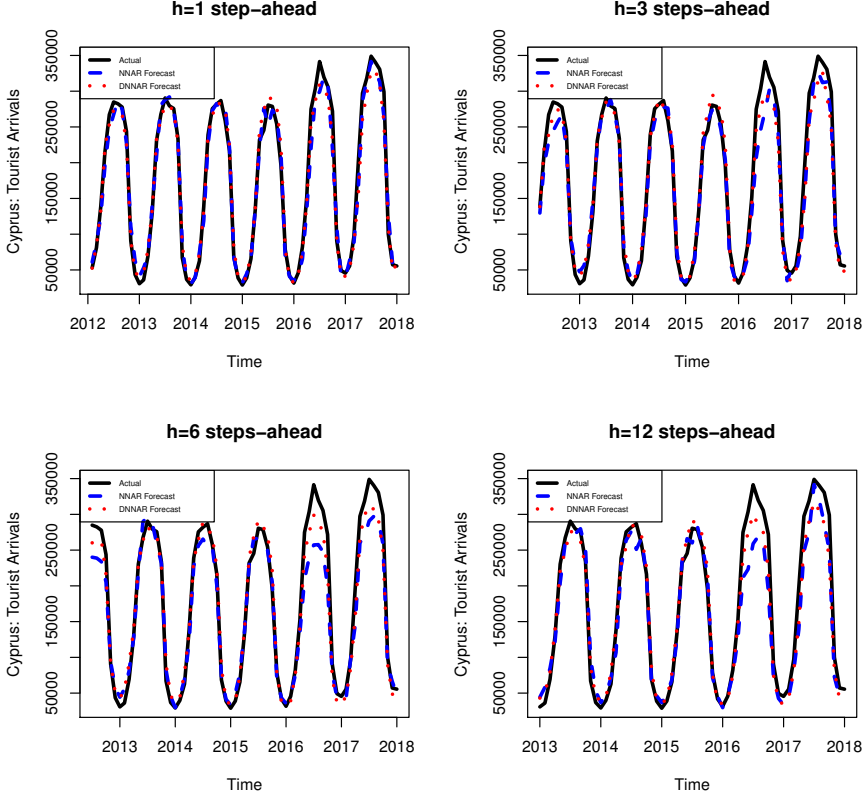 h=1 step−ahead
Cyprus: Tourist Arrivals
350000
250000
150000
50000
Actual
NNAR Forecast
DNNAR Forecast
2012 2013 2014 2015 2016 2017 2018
Time
h=3 steps−ahead
Cyprus: Tourist Arrivals
350000
250000
150000
50000
Actual
NNAR Forecast
DNNAR Forecast
2013 2014 2015 2016 2017 2018
Time
h=6 steps−ahead
Cyprus: Tourist Arrivals
350000
250000
150000
50000
Actual
NNAR Forecast
DNNAR Forecast
2013 2014 2015 2016 2017 2018
Time
h=12 steps−ahead
Cyprus: Tourist Arrivals
350000
250000
150000
50000
Actual
NNAR Forecast
DNNAR Forecast
2013 2014 2015 2016 2017 2018
Time